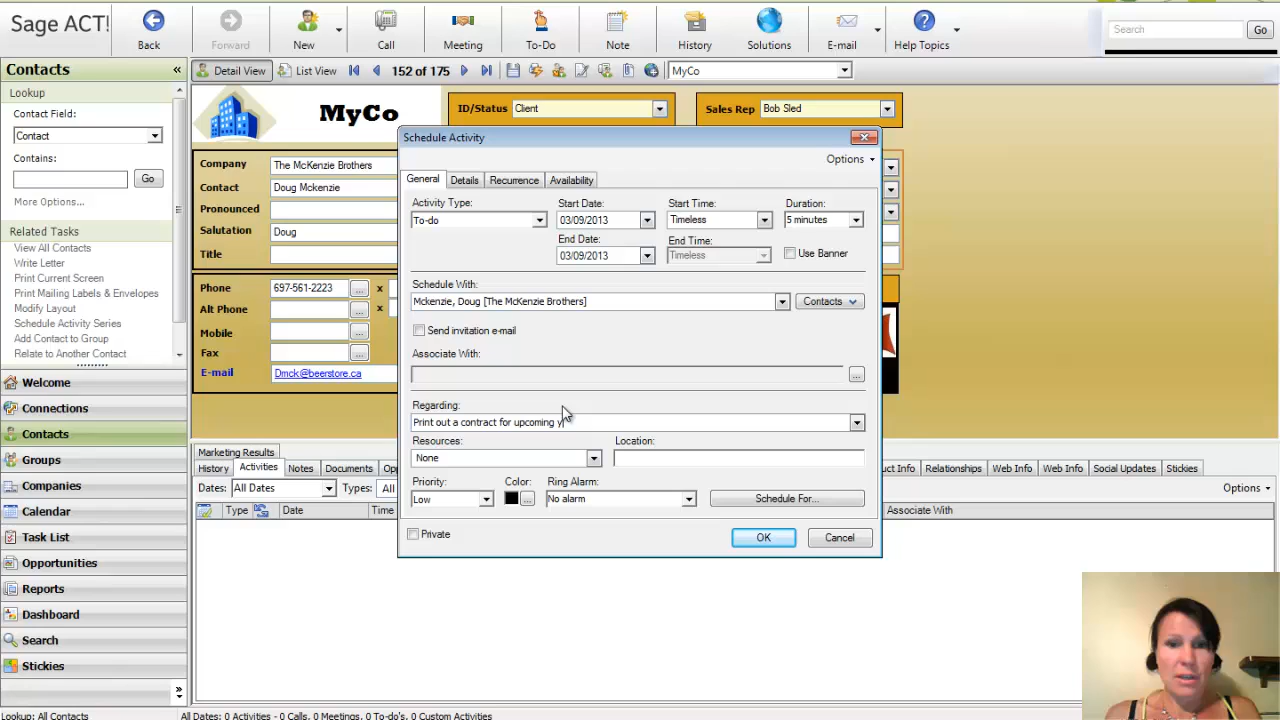 Sage ACT!
Back
Forward
New
Call
Meeting
To-Do
Note
History
Solutions
E-mail
Help Topics
Search
Go
Contacts
Detail View
List View
152 of 175
MyCo
Lookup
Contact Field:
Contact
Contains:
Go
More Options...
Related Tasks
View All Contacts
Write Letter
Print Current Screen
Print Mailing Labels & Envelopes
Modify Layout
Schedule Activity Series
Add Contact to Group
Relate to Another Contact
Welcome
Connections
Contacts
Groups
Companies
Calendar
Task List
Opportunities
Reports
Dashboard
Search
Stickies
MyCo
ID/Status Client
Sales Rep Bob Sled
Company The McKenzie Brothers
Contact Doug Mckenzie
Pronounced
Salutation Doug
Title
Phone 697-561-2223 ... x
Alt Phone ... x
Mobile ...
Fax ...
E-mail Dmck@beerstore.ca
Schedule Activity
Options
General Details Recurrence Availability
Activity Type: Start Date: Start Time: Duration:
To-do 03/09/2013 Timeless 5 minutes
End Date: End Time:
03/09/2013 Timeless Use Banner
Schedule With:
Mckenzie, Doug [The McKenzie Brothers] Contacts
Send invitation e-mail
Associate With:
...
Regarding:
Print out a contract for upcoming y
Resources: Location:
None
Priority: Color: Ring Alarm:
Low ... No alarm Schedule For...
Private OK Cancel
Marketing Results
History Activities Notes Documents Op
uct Info Relationships Web Info Web Info Social Updates Stickies
Dates: All Dates Types: All
Options
Type Date Time
Associate With
Lookup: All Contacts
All Dates: 0 Activities - 0 Calls, 0 Meetings, 0 To-do's, 0 Custom Activities